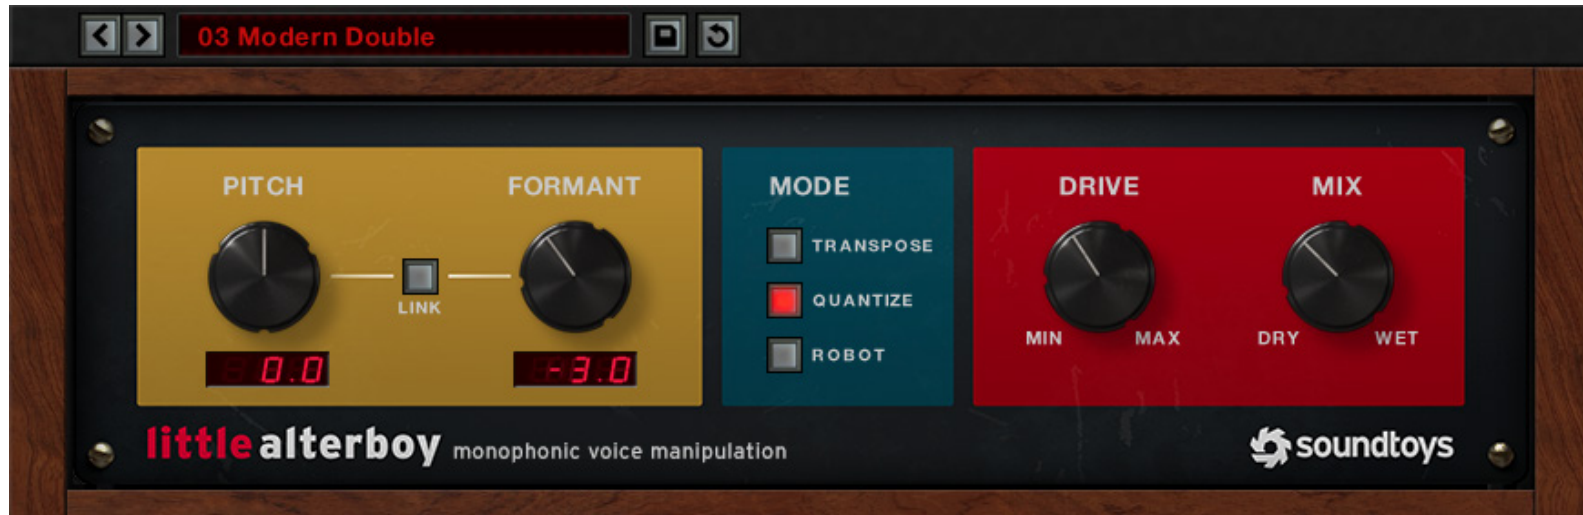 03 Modern Double
PITCH
FORMANT
LINK
0.0
-3.0
MODE
TRANSPOSE
QUANTIZE
ROBOT
DRIVE
MIN
MAX
MIX
DRY
WET
littlealterboy monophonic voice manipulation
soundtoys